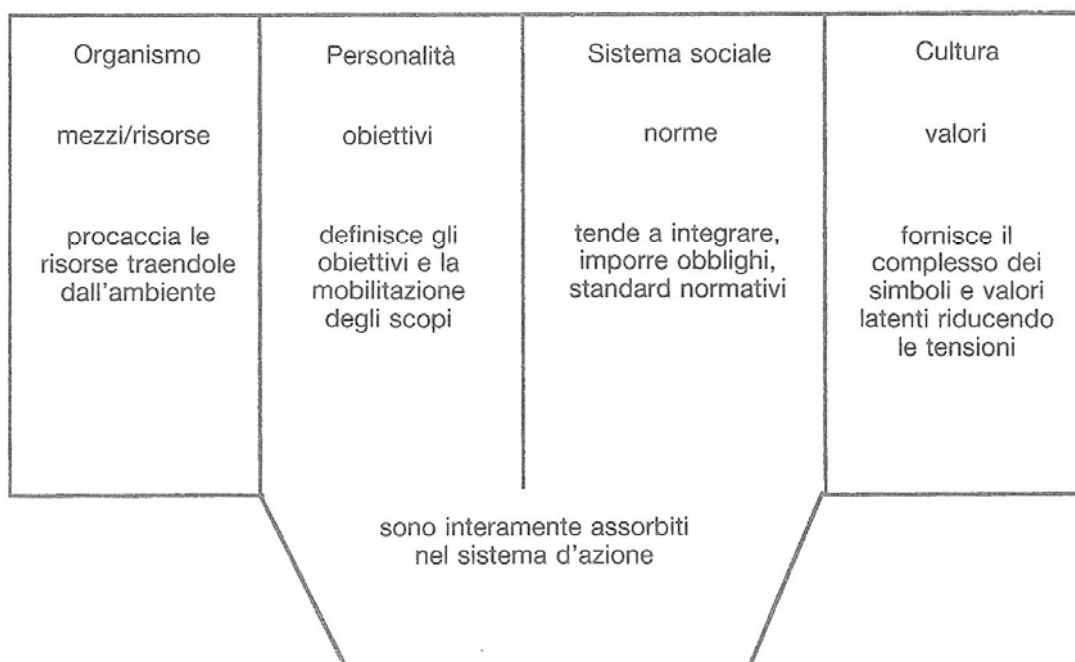 Organismo
mezzi/risorse
procaccia le
risorse traendole
dall'ambiente
Personalità
obiettivi
definisce gli
obiettivi e la
mobilitazione
degli scopi
Sistema sociale
norme
tende a integrare,
imporre obblighi,
standard normativi
Cultura
valori
fornisce il
complesso dei
simboli e valori
latenti riducendo
le tensioni
sono interamente assorbiti
nel sistema d'azione